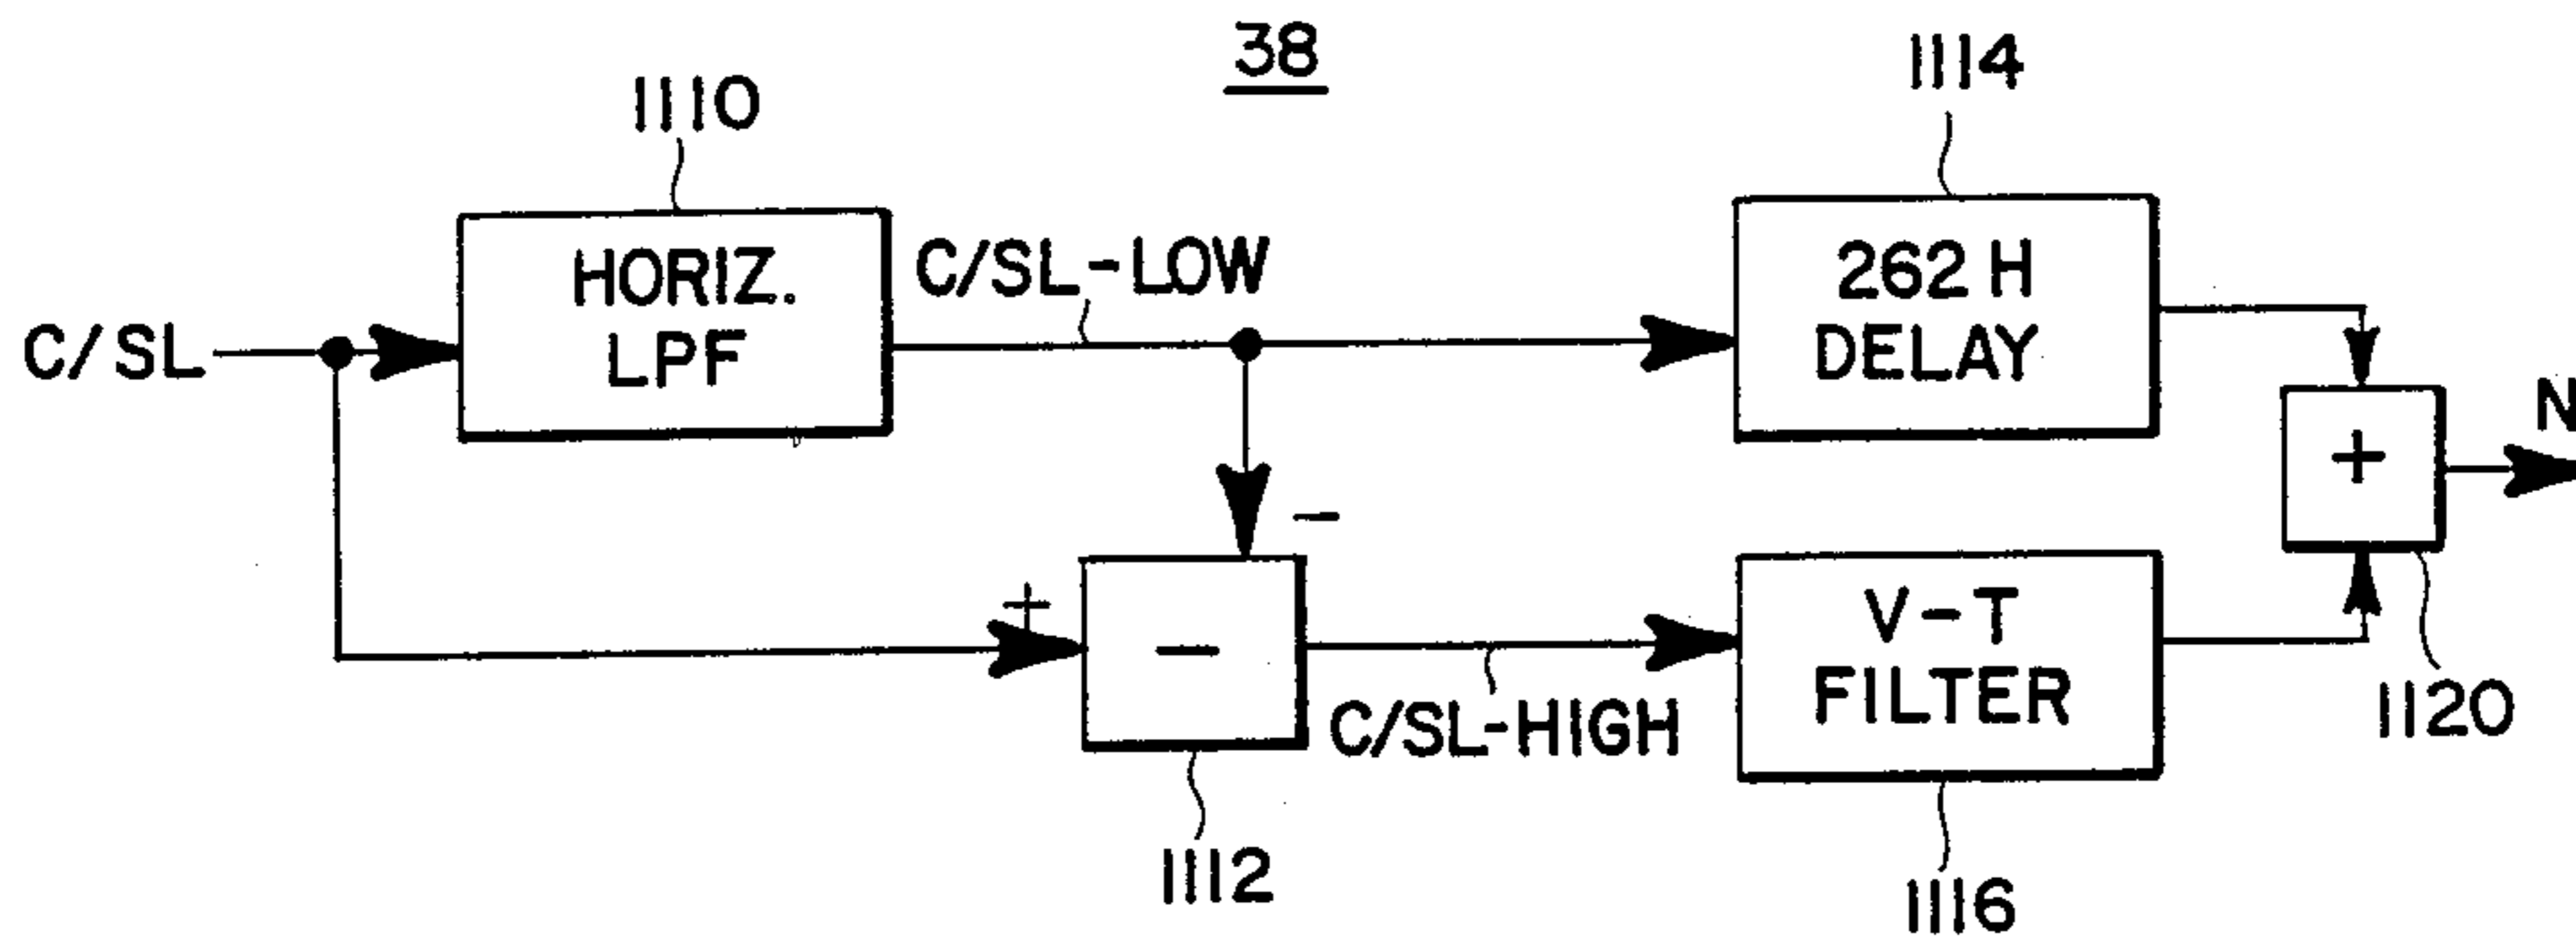 38
1110
1114
HORIZ.
LPF
C/SL-LOW
262 H
DELAY
C/SL
N
+
-
+
-
V-T
FILTER
C/SL-HIGH
1120
1112
1116